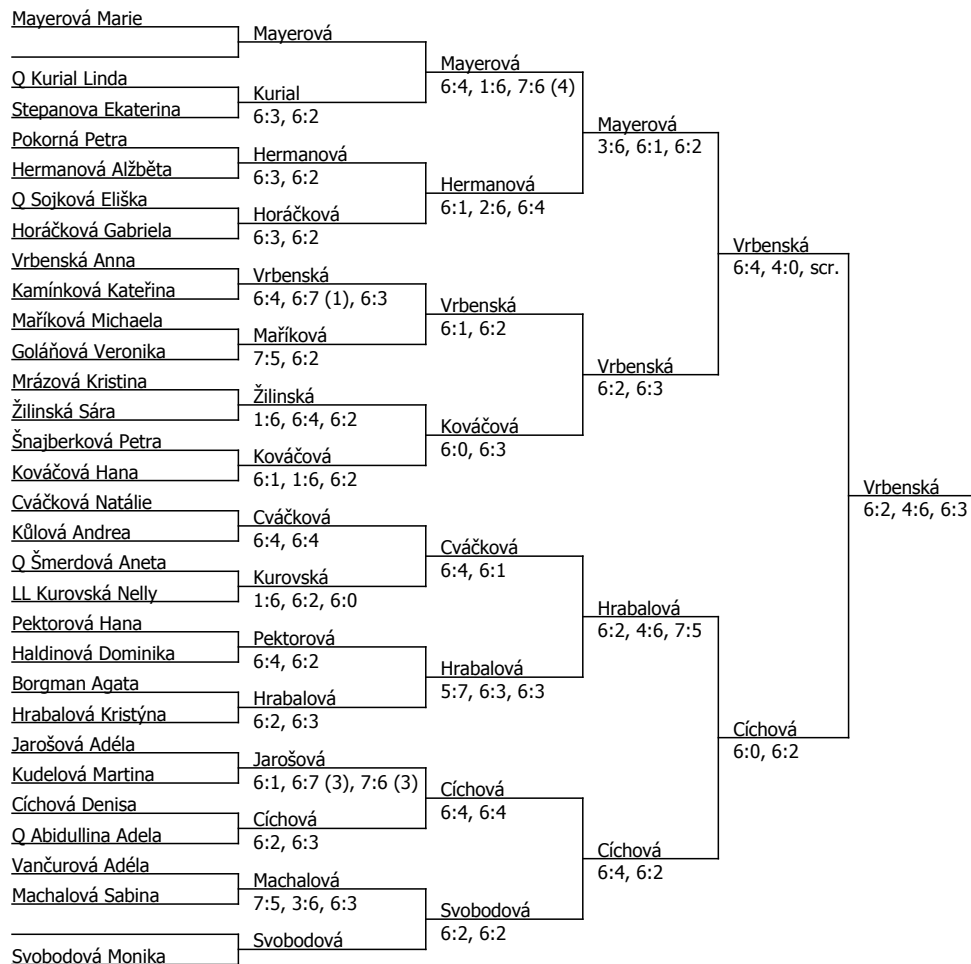 Mayerová Marie
Q Kurial Linda
Stepanova Ekaterina
Pokorná Petra
Hermanová Alžběta
Q Sojková Eliška
Horáčková Gabriela
Vrbenská Anna
Kamínková Kateřina
Maříková Michaela
Goláňová Veronika
Mrázová Kristina
Žilinská Sára
Šnajberková Petra
Kováčová Hana
Cváčková Natálie
Kůlová Andrea
Q Šmerdová Aneta
LL Kurovská Nelly
Pektorová Hana
Haldinová Dominika
Borgman Agata
Hrabalová Kristýna
Jarošová Adéla
Kudelová Martina
Cíchová Denisa
Q Abidullina Adela
Vančurová Adéla
Machalová Sabina
Svobodová Monika
Mayerová
Kurial
6:3, 6:2
Hermanová
6:3, 6:2
Horáčková
6:3, 6:2
Vrbenská
6:4, 6:7 (1), 6:3
Maříková
7:5, 6:2
Žilinská
1:6, 6:4, 6:2
Kováčová
6:1, 1:6, 6:2
Cváčková
6:4, 6:4
Kurovská
1:6, 6:2, 6:0
Pektorová
6:4, 6:2
Hrabalová
6:2, 6:3
Jarošová
6:1, 6:7 (3), 7:6 (3)
Cíchová
6:2, 6:3
Machalová
7:5, 3:6, 6:3
Svobodová
Mayerová
6:4, 1:6, 7:6 (4)
Hermanová
6:1, 2:6, 6:4
Vrbenská
6:1, 6:2
Kováčová
6:0, 6:3
Cváčková
6:4, 6:1
Hrabalová
5:7, 6:3, 6:3
Cíchová
6:4, 6:4
Svobodová
6:2, 6:2
Mayerová
3:6, 6:1, 6:2
Vrbenská
6:2, 6:3
Hrabalová
6:2, 4:6, 7:5
Cíchová
6:4, 6:2
Vrbenská
6:4, 4:0, scr.
Cíchová
6:0, 6:2
Vrbenská
6:2, 4:6, 6:3